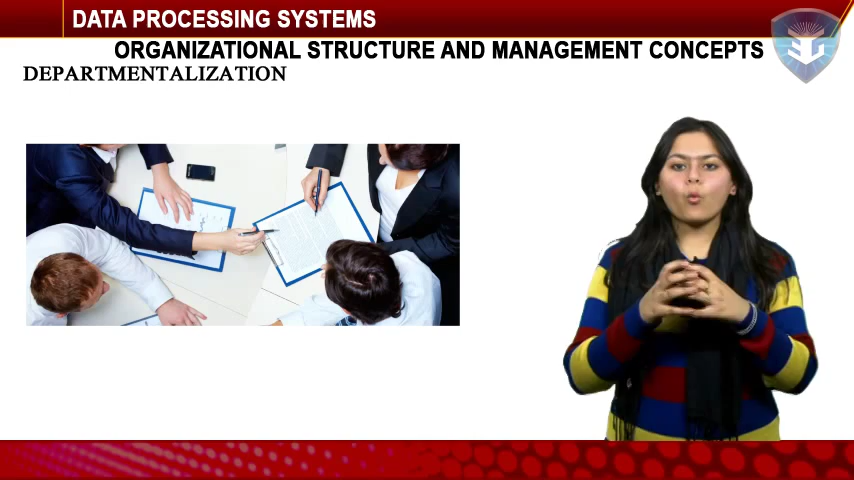 DATA PROCESSING SYSTEMS
ORGANIZATIONAL STRUCTURE AND MANAGEMENT CONCEPTS
DEPARTMENTALIZATION